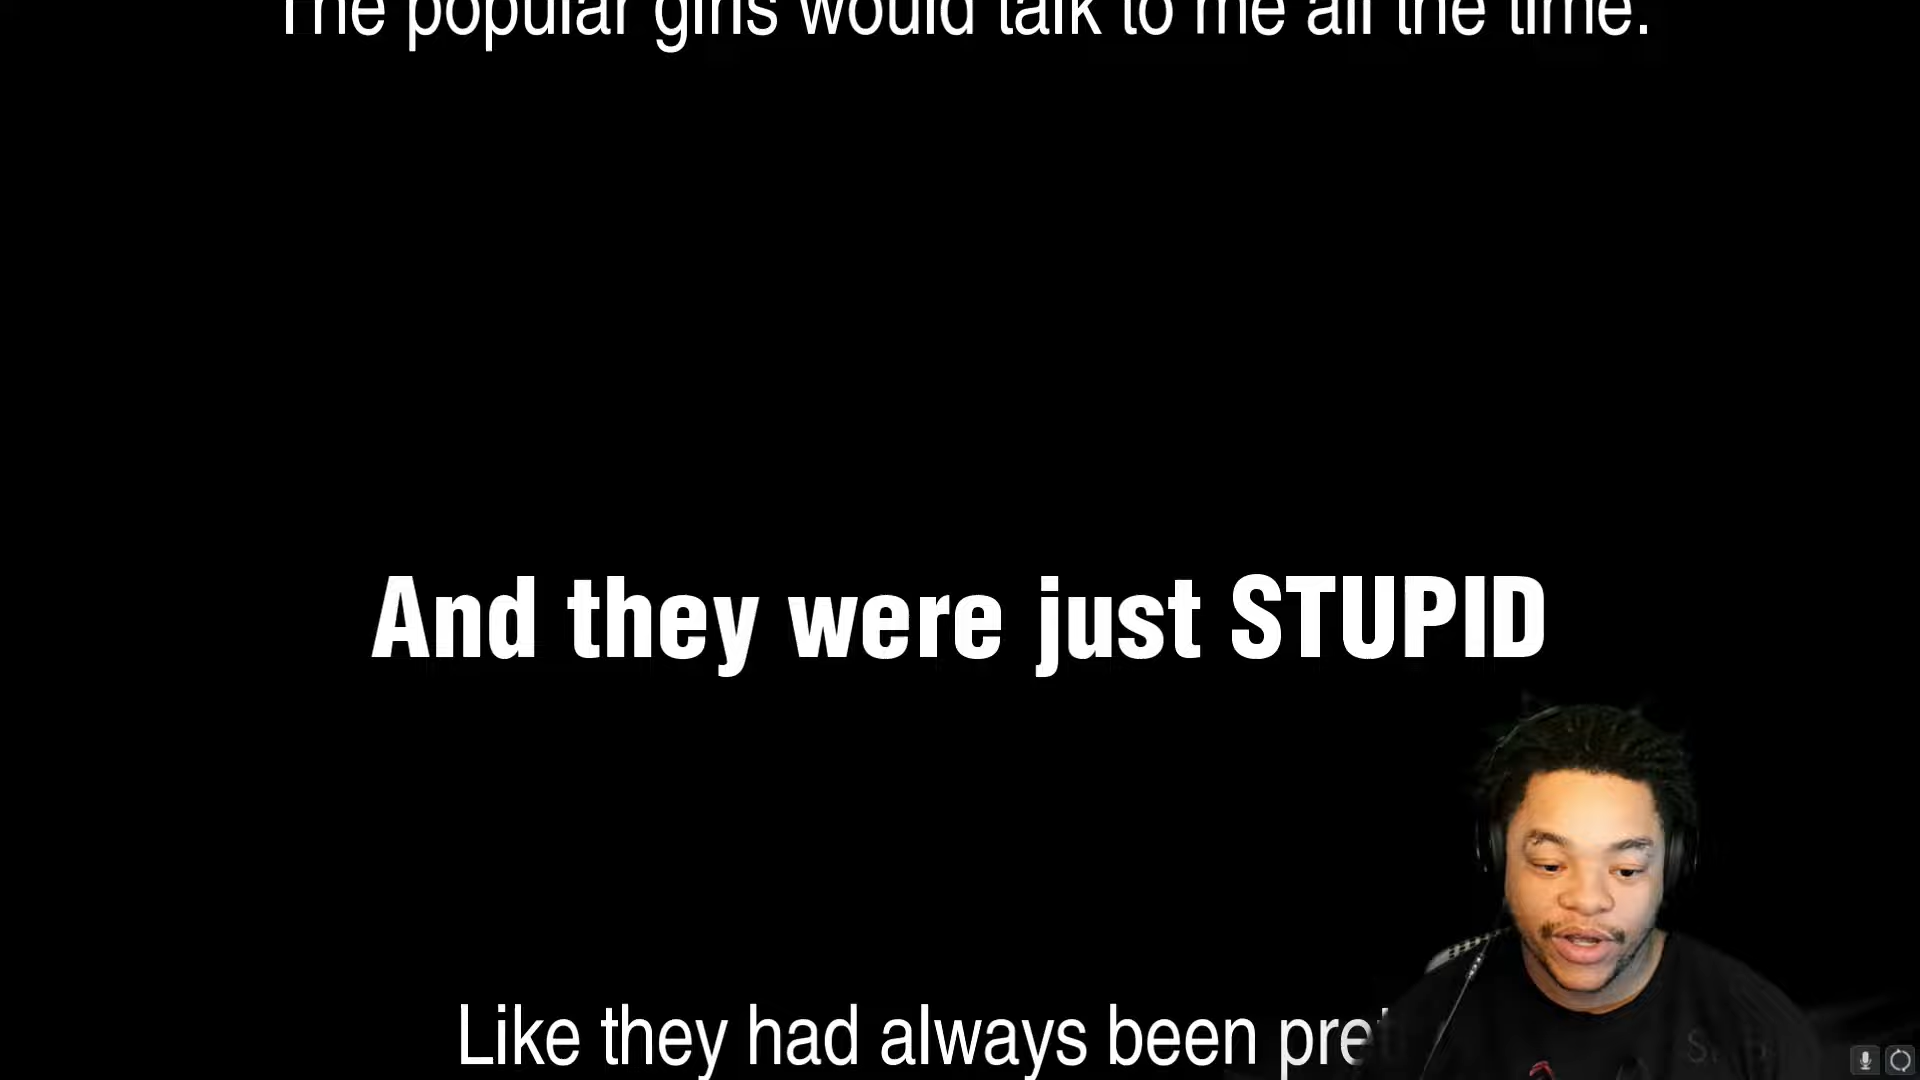 The popular girls would talk to me all the time.
And they were just STUPID
Like they had always been